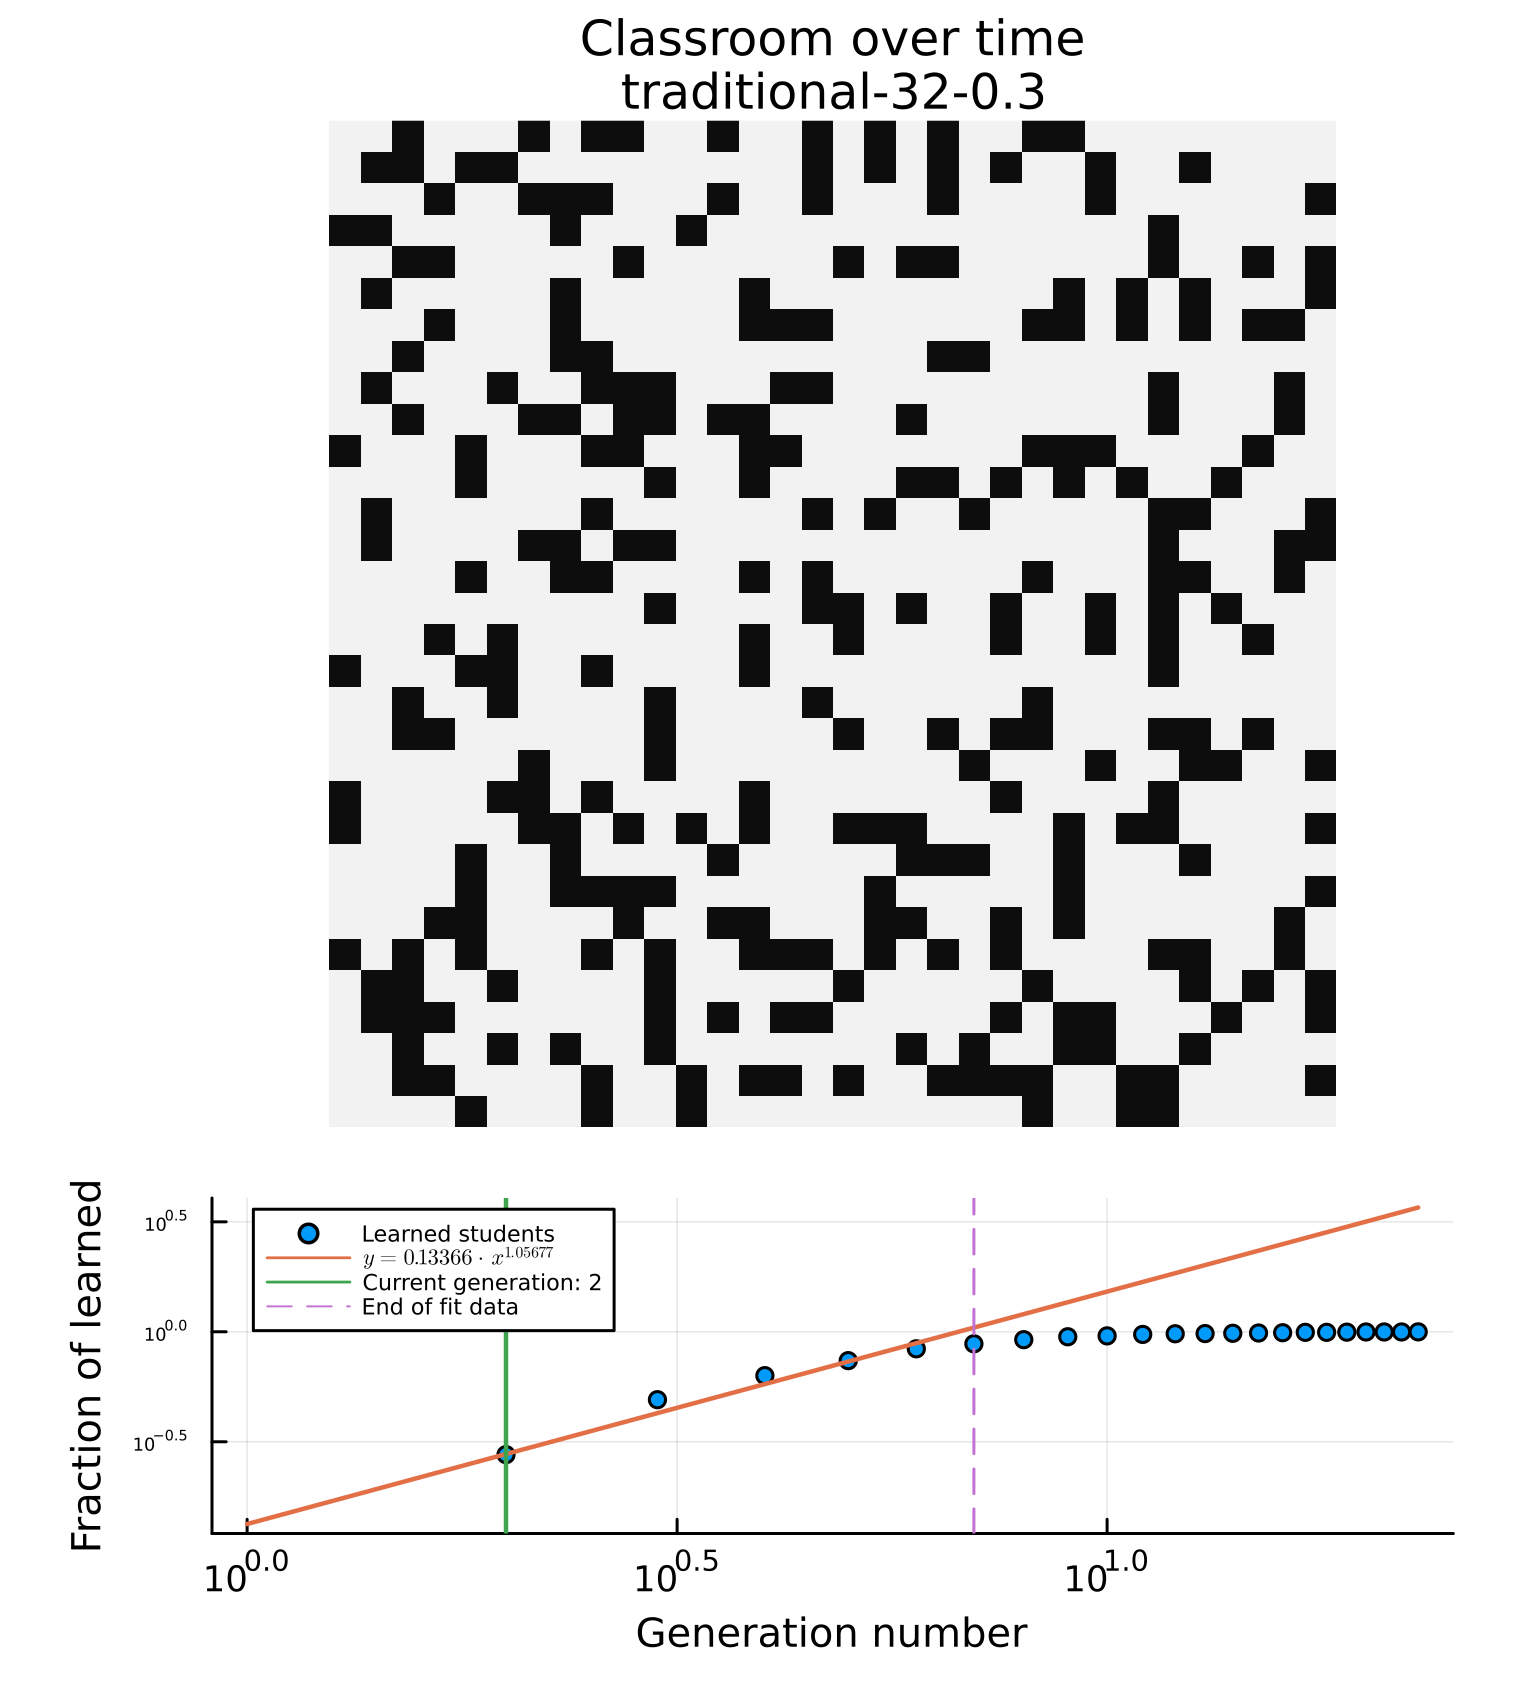 Classroom over time
traditional-32-0.3
Fraction of learned
10^0.5
10^0.0
10^−0.5
Learned students
y = 0.13366 · x^1.05677
Current generation: 2
End of fit data
10^0.0
10^0.5
10^1.0
Generation number